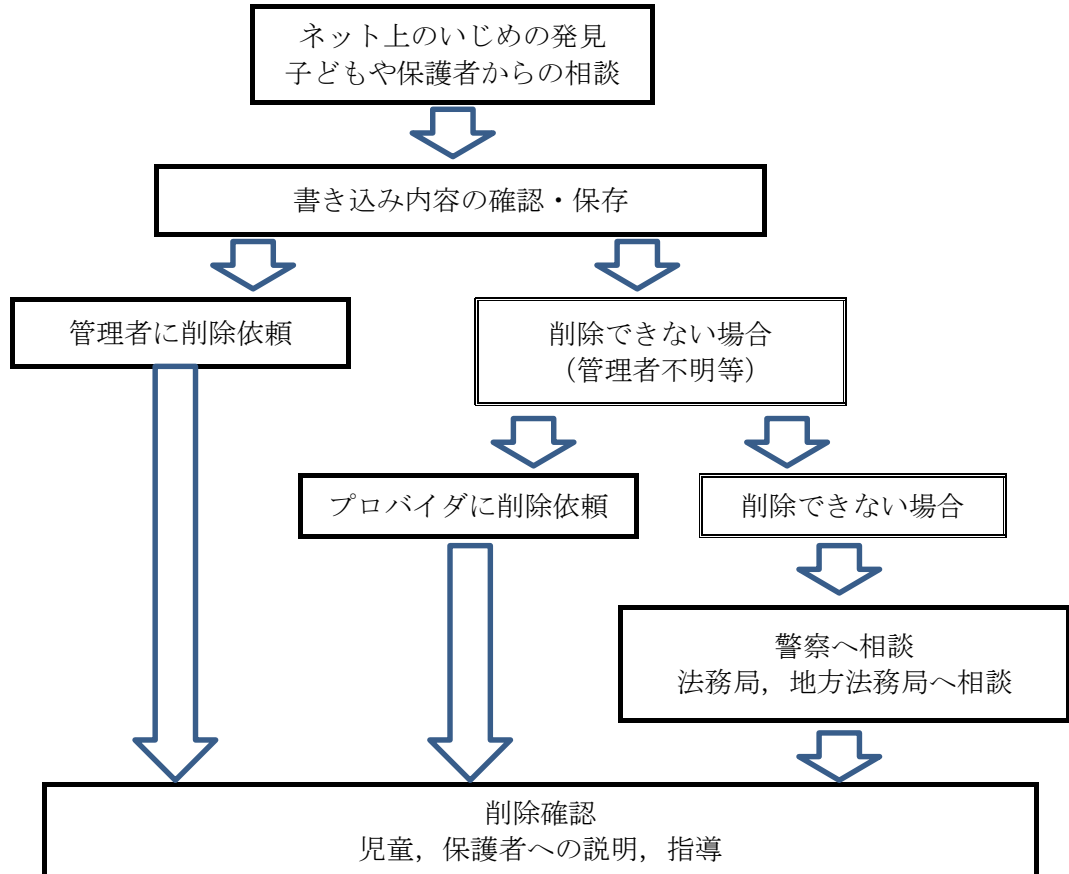 ネット上のいじめの発見
子どもや保護者からの相談
書き込み内容の確認・保存
管理者に削除依頼
削除できない場合
（管理者不明等）
プロバイダに削除依頼
削除できない場合
警察へ相談
法務局，地方法務局へ相談
削除確認
児童，保護者への説明，指導